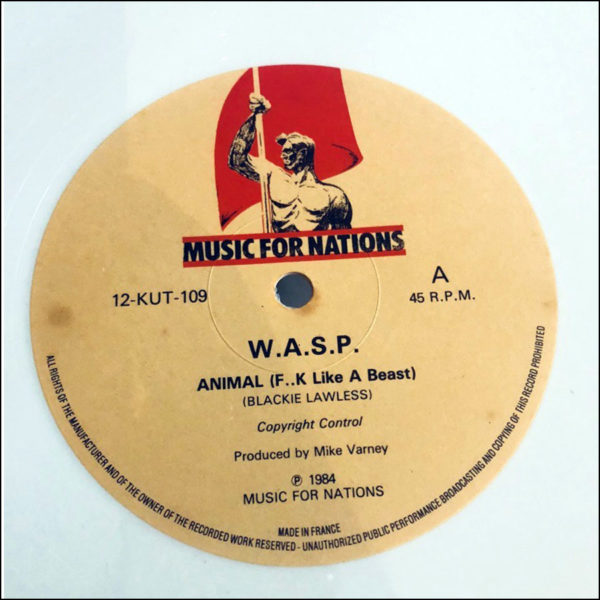 MUSIC FOR NATIONS
12-KUT-109
A
45 R.P.M.
W.A.S.P.
ANIMAL (F..K Like A Beast)
(BLACKIE LAWLESS)
Copyright Control
Produced by Mike Varney
℗ 1984
MUSIC FOR NATIONS
MADE IN FRANCE
ALL RIGHTS OF THE MANUFACTURER AND OF THE OWNER OF THE RECORDED WORK RESERVED - UNAUTHORIZED PUBLIC PERFORMANCE BROADCASTING AND COPYING OF THIS RECORD PROHIBITED